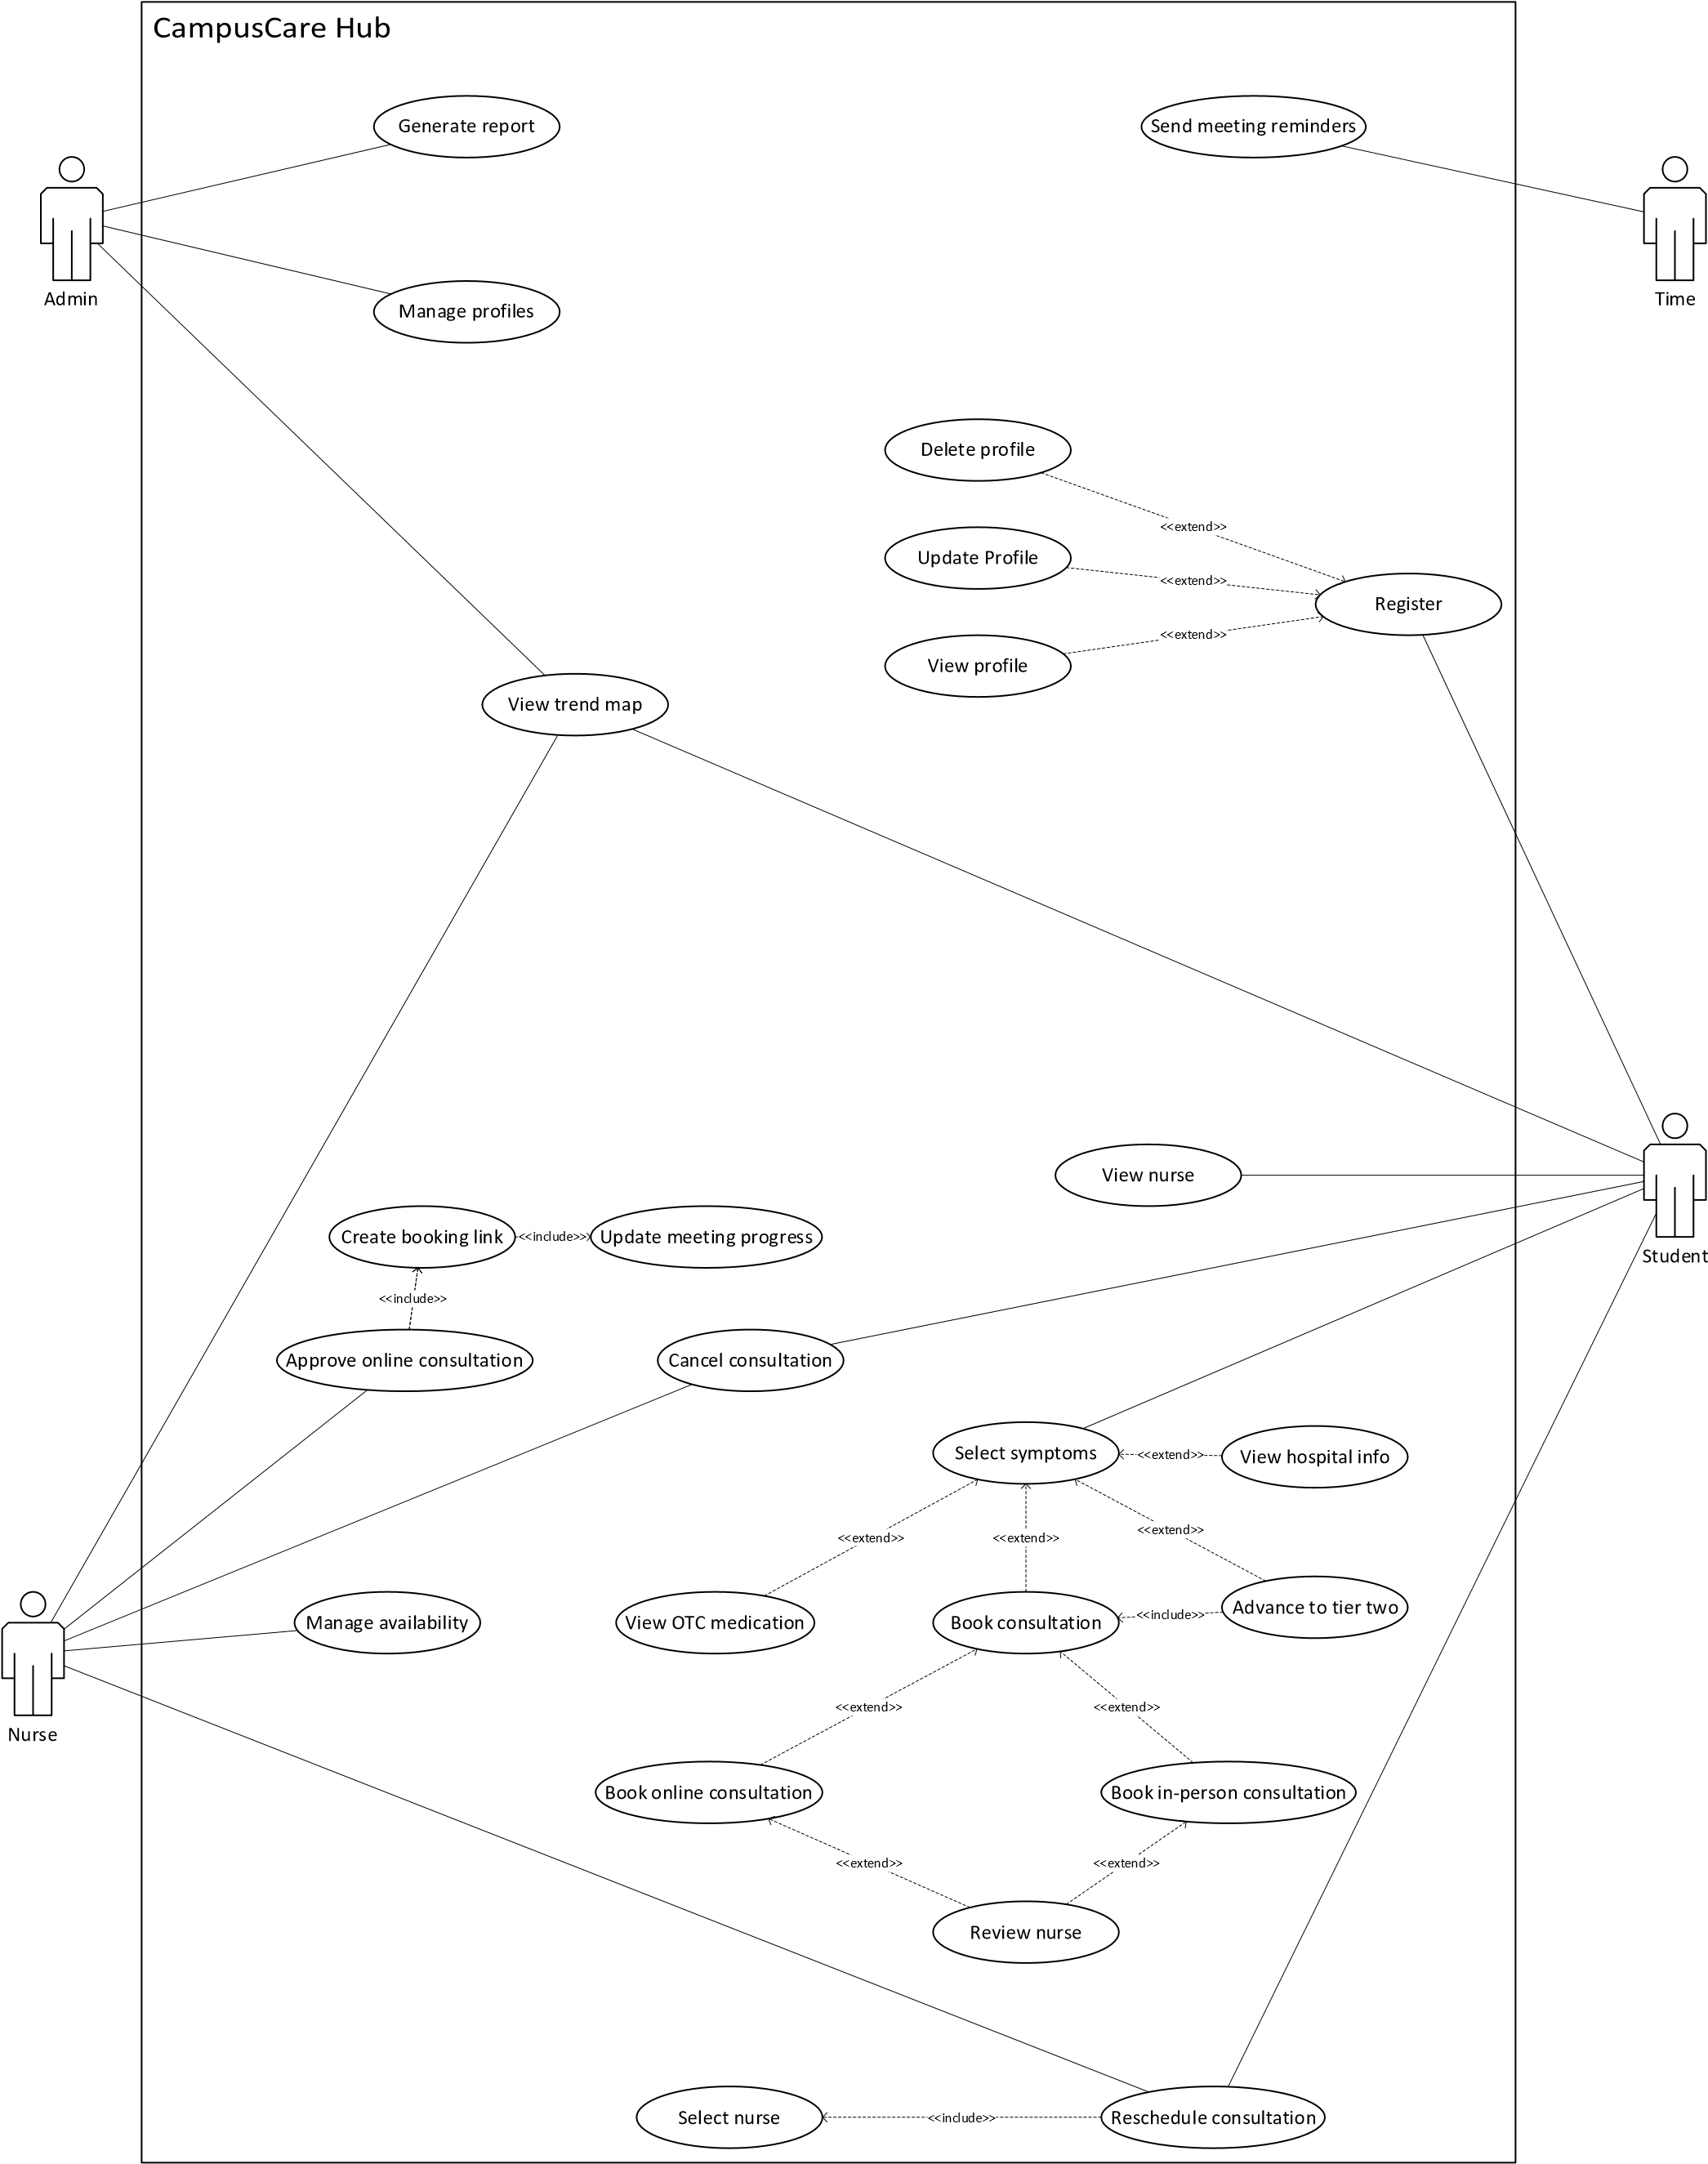 CampusCare Hub
Generate report
Send meeting reminders
Admin
Time
Manage profiles
Delete profile
<<extend>>
Update Profile
<<extend>>
Register
<<extend>>
View profile
View trend map
View nurse
Create booking link
<<include>>
Update meeting progress
Student
<<include>>
Approve online consultation
Cancel consultation
Select symptoms
<<extend>>
View hospital info
<<extend>>
<<extend>>
<<extend>>
Manage availability
View OTC medication
Book consultation
<<include>>
Advance to tier two
Nurse
<<extend>>
<<extend>>
Book online consultation
Book in-person consultation
<<extend>>
<<extend>>
Review nurse
Select nurse
<<include>>
Reschedule consultation